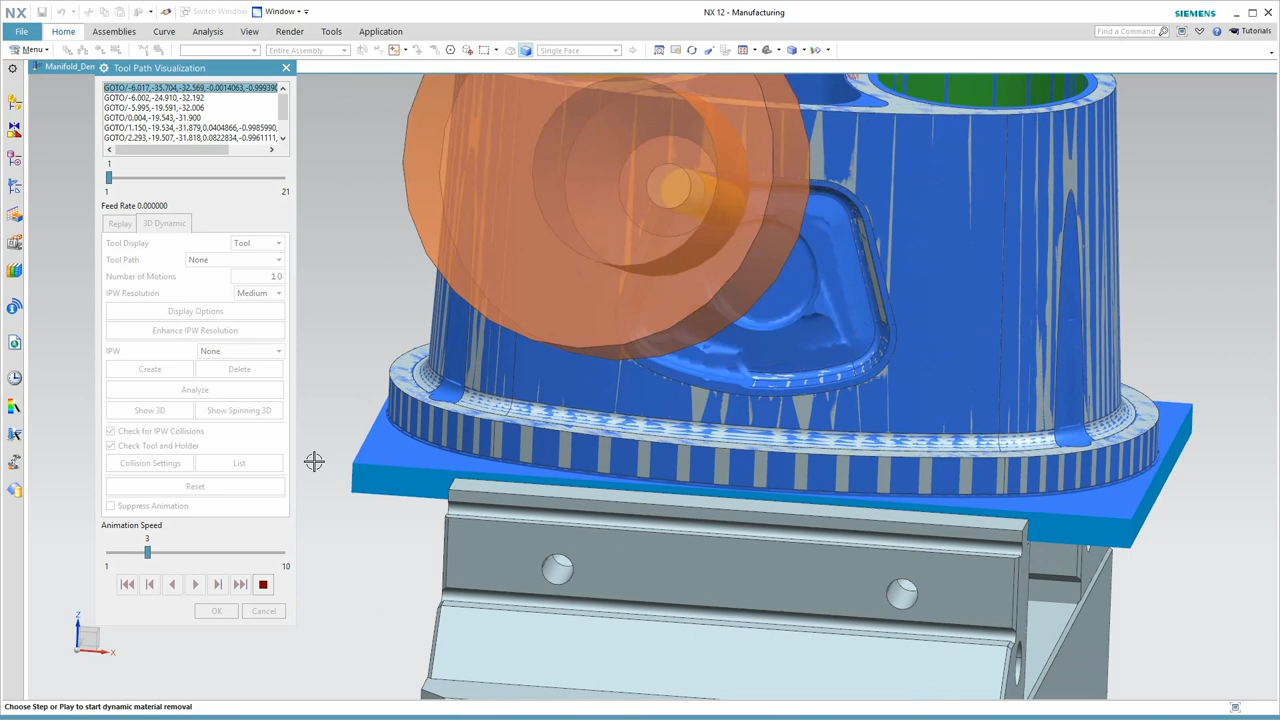 NX
Switch Window
Window
NX 12 - Manufacturing
SIEMENS
File
Home
Assemblies
Curve
Analysis
View
Render
Tools
Application
Find a Command
Tutorials
Menu
Entire Assembly
Single Face
Manifold_Dem
Tool Path Visualization
GOTO/-6.017,-35.704,-32.569,-0.0014063,-0.999390
GOTO/-6.002,-24.910,-32.192
GOTO/-5.995,-19.591,-32.006
GOTO/0.004,-19.543,-31.900
GOTO/1.150,-19.534,-31.879,0.0404866,-0.9985990,
GOTO/2.293,-19.507,-31.818,0.0822834,-0.9961111,
1
1
21
Feed Rate 0.000000
Replay
3D Dynamic
Tool Display
Tool
Tool Path
None
Number of Motions
10
IPW Resolution
Medium
Display Options
Enhance IPW Resolution
IPW
None
Create
Delete
Analyze
Show 3D
Show Spinning 3D
Check for IPW Collisions
Check Tool and Holder
Collision Settings
List
Reset
Suppress Animation
Animation Speed
3
1
10
OK
Cancel
Z
X
Choose Step or Play to start dynamic material removal